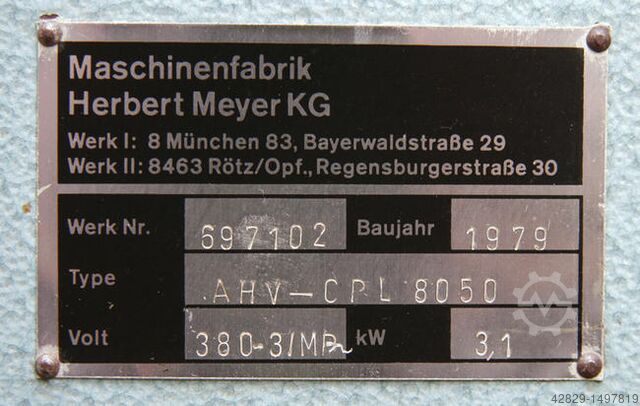 Maschinenfabrik
Herbert Meyer KG
Werk I: 8 München 83, Bayerwaldstraße 29
Werk II: 8463 Rötz/Opf., Regensburgerstraße 30
Werk Nr. 697102 Baujahr 1979
Type AHV-CPL 8050
Volt 380-3/MP~ kW 3,1
42829-1497819